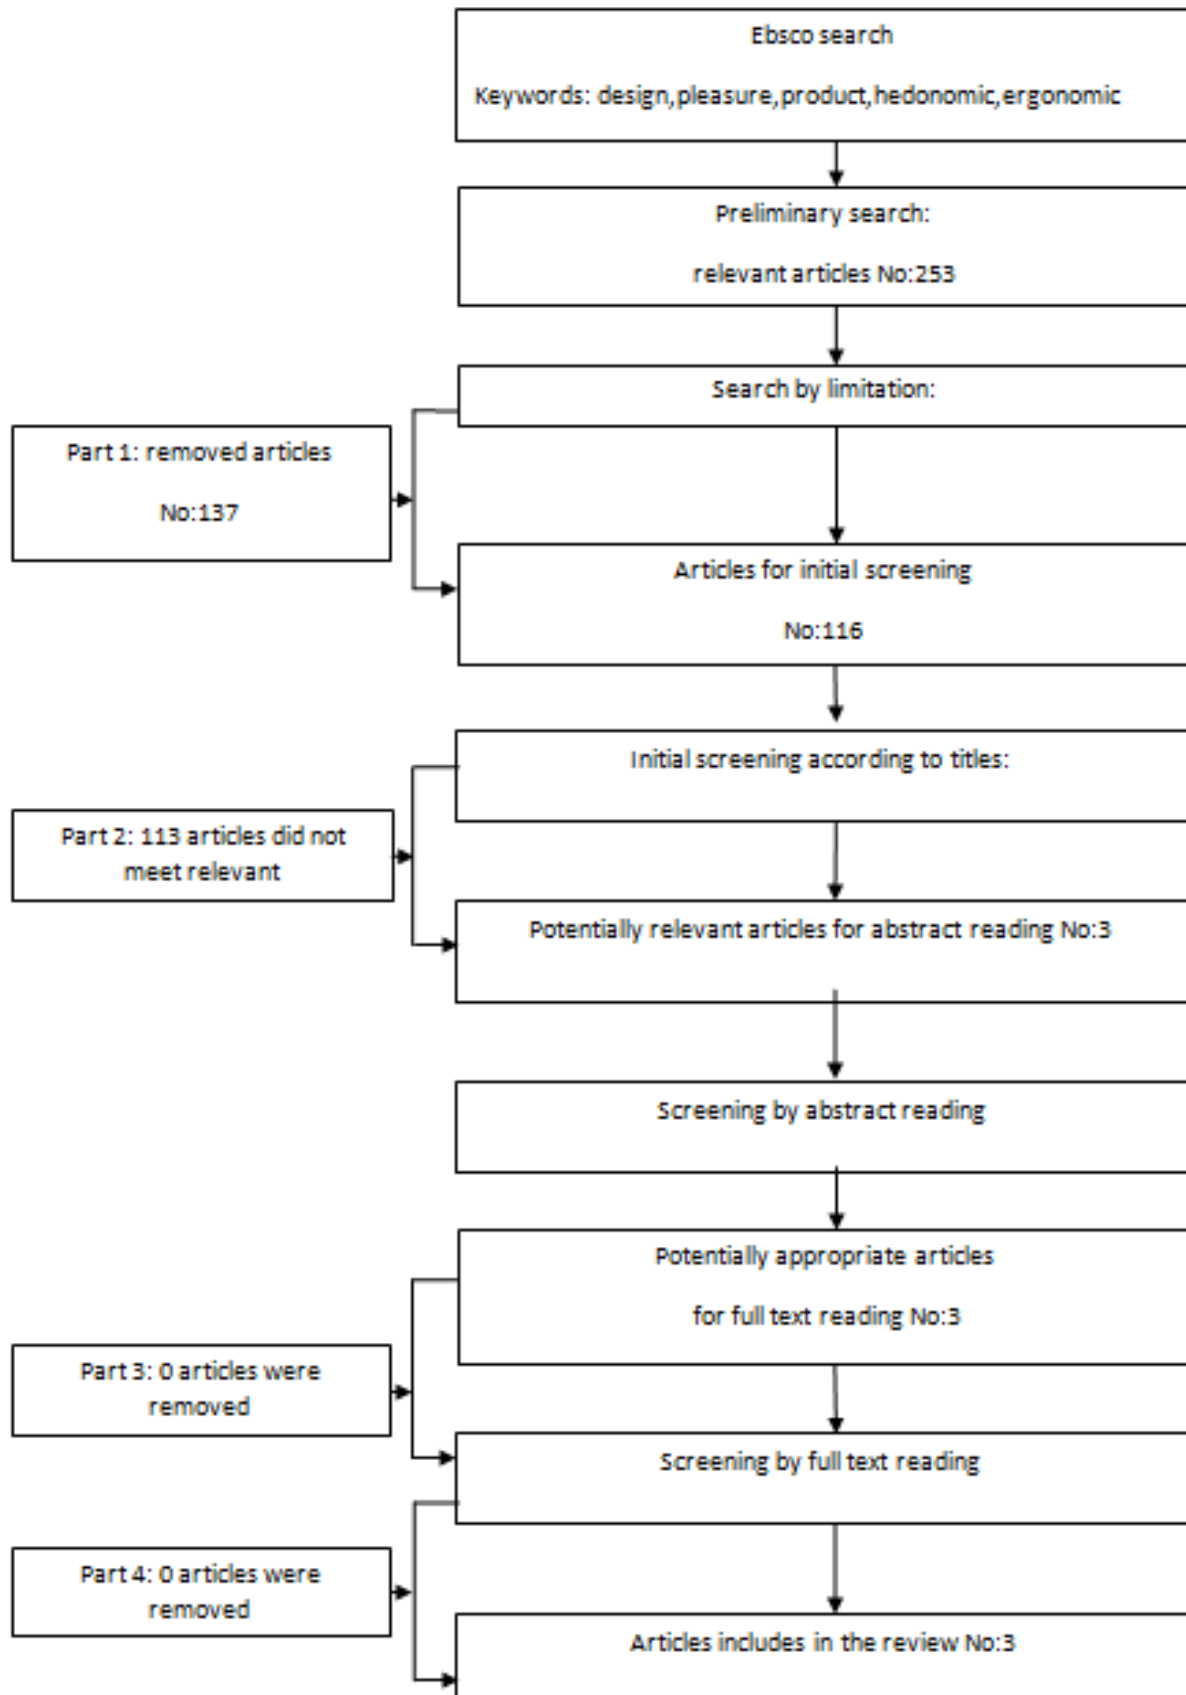 Ebsco search
Keywords: design,pleasure,product,hedonomic,ergonomic
Preliminary search:
relevant articles No:253
Search by limitation:
Part 1: removed articles
No:137
Articles for initial screening
No:116
Initial screening according to titles:
Part 2: 113 articles did not
meet relevant
Potentially relevant articles for abstract reading No:3
Screening by abstract reading
Potentially appropriate articles
for full text reading No:3
Part 3: 0 articles were
removed
Screening by full text reading
Part 4: 0 articles were
removed
Articles includes in the review No:3